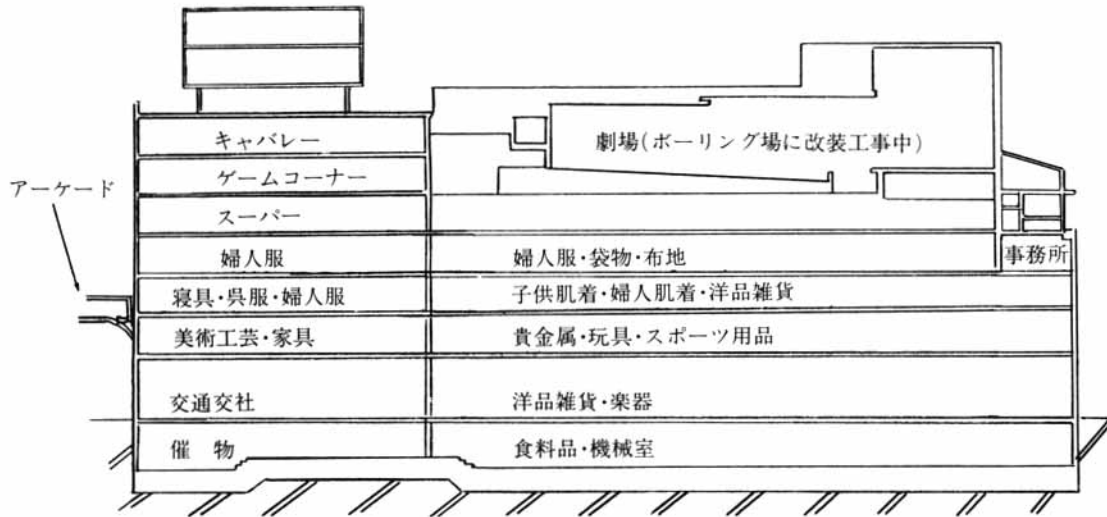 キャバレー
劇場(ボーリング場に改装工事中)
ゲームコーナー
アーケード
スーパー
婦人服
婦人服・袋物・布地
事務所
寝具・呉服・婦人服
子供肌着・婦人肌着・洋品雑貨
美術工芸・家具
貴金属・玩具・スポーツ用品
交通交社
洋品雑貨・楽器
催 物
食料品・機械室